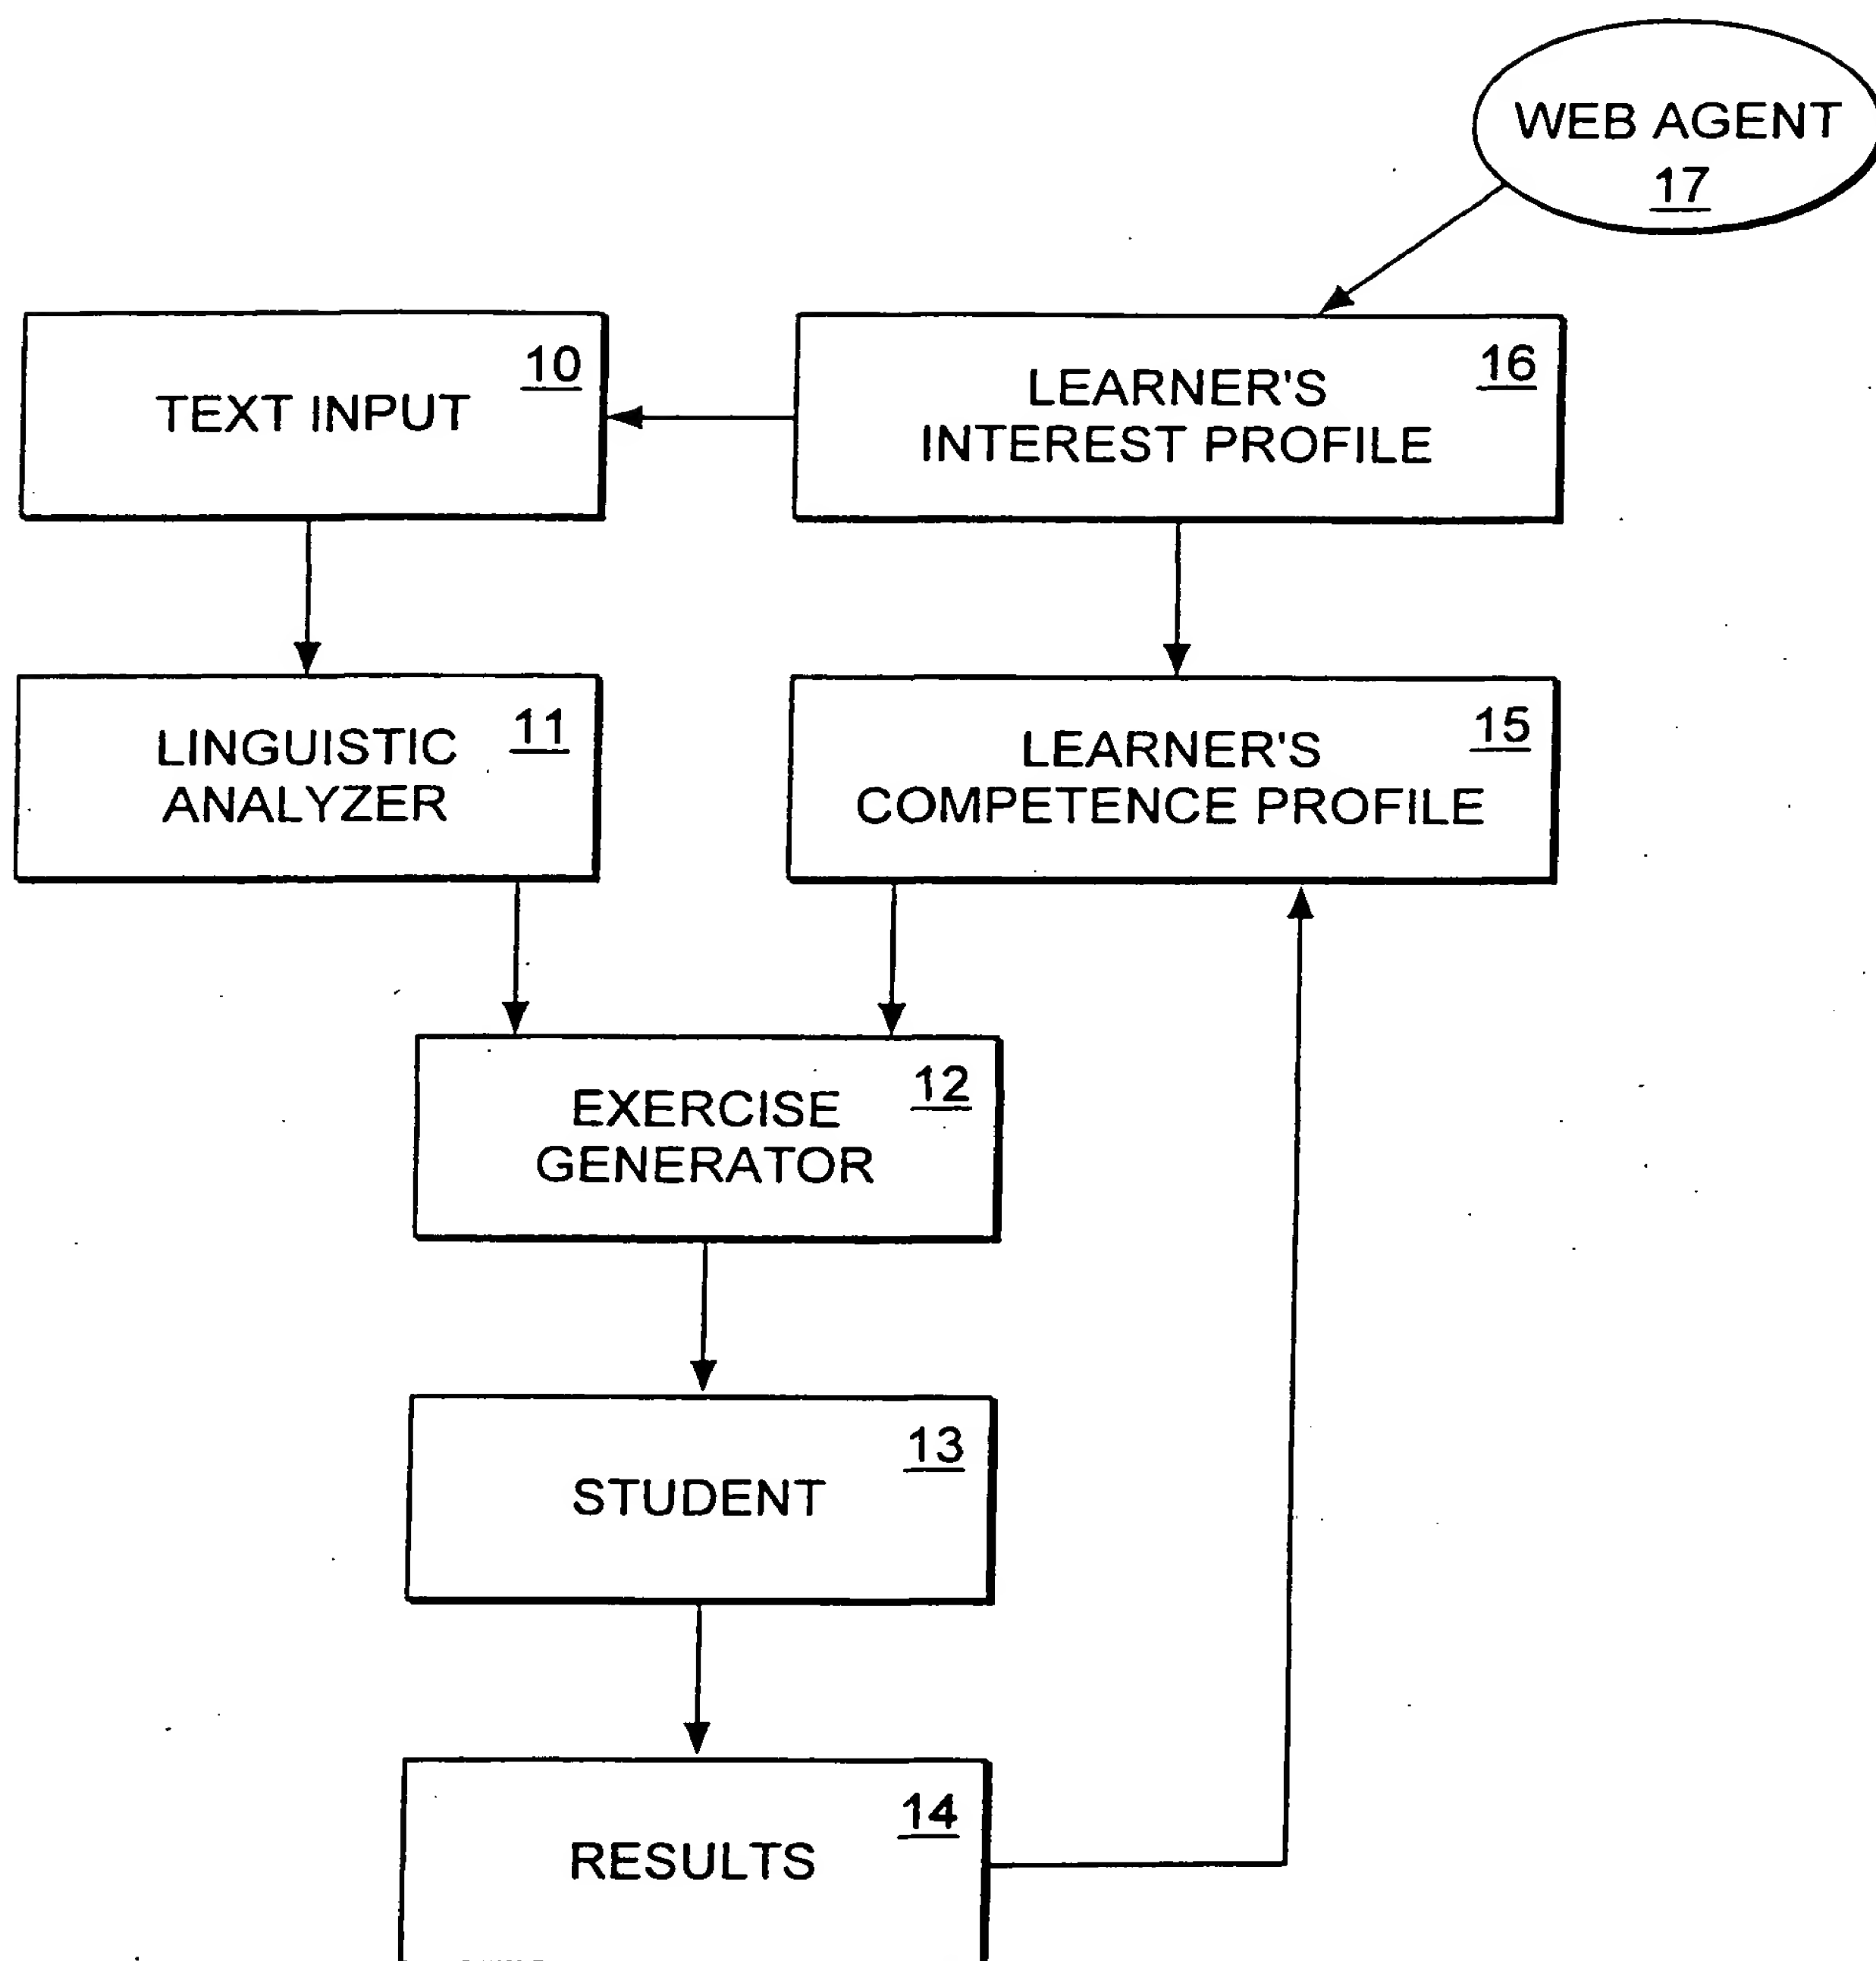 WEB AGENT
17
10
TEXT INPUT
16
LEARNER'S
INTEREST PROFILE
11
LINGUISTIC
ANALYZER
15
LEARNER'S
COMPETENCE PROFILE
12
EXERCISE
GENERATOR
13
STUDENT
14
RESULTS